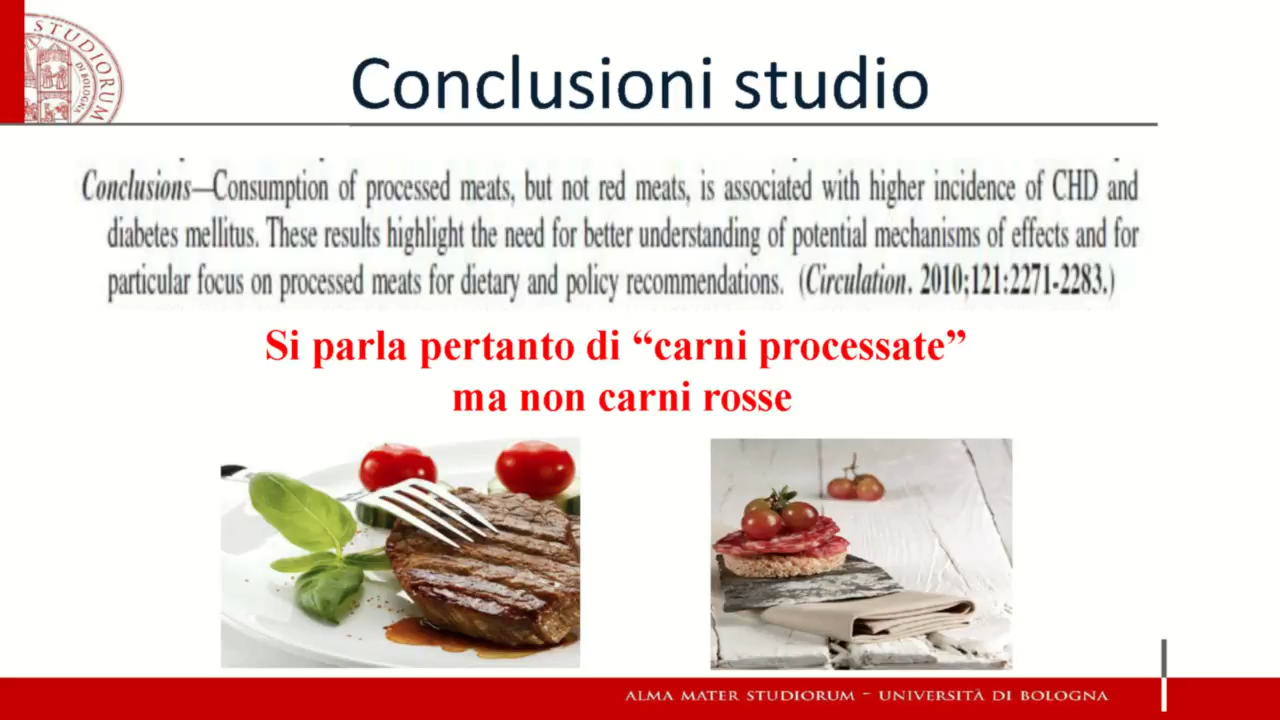 STUDIORUM
DI BOLOGNA
Conclusioni studio
Conclusions—Consumption of processed meats, but not red meats, is associated with higher incidence of CHD and
diabetes mellitus. These results highlight the need for better understanding of potential mechanisms of effects and for
particular focus on processed meats for dietary and policy recommendations. (Circulation. 2010;121:2271-2283.)
Si parla pertanto di “carni processate”
ma non carni rosse
ALMA MATER STUDIORUM ~ UNIVERSITÀ DI BOLOGNA